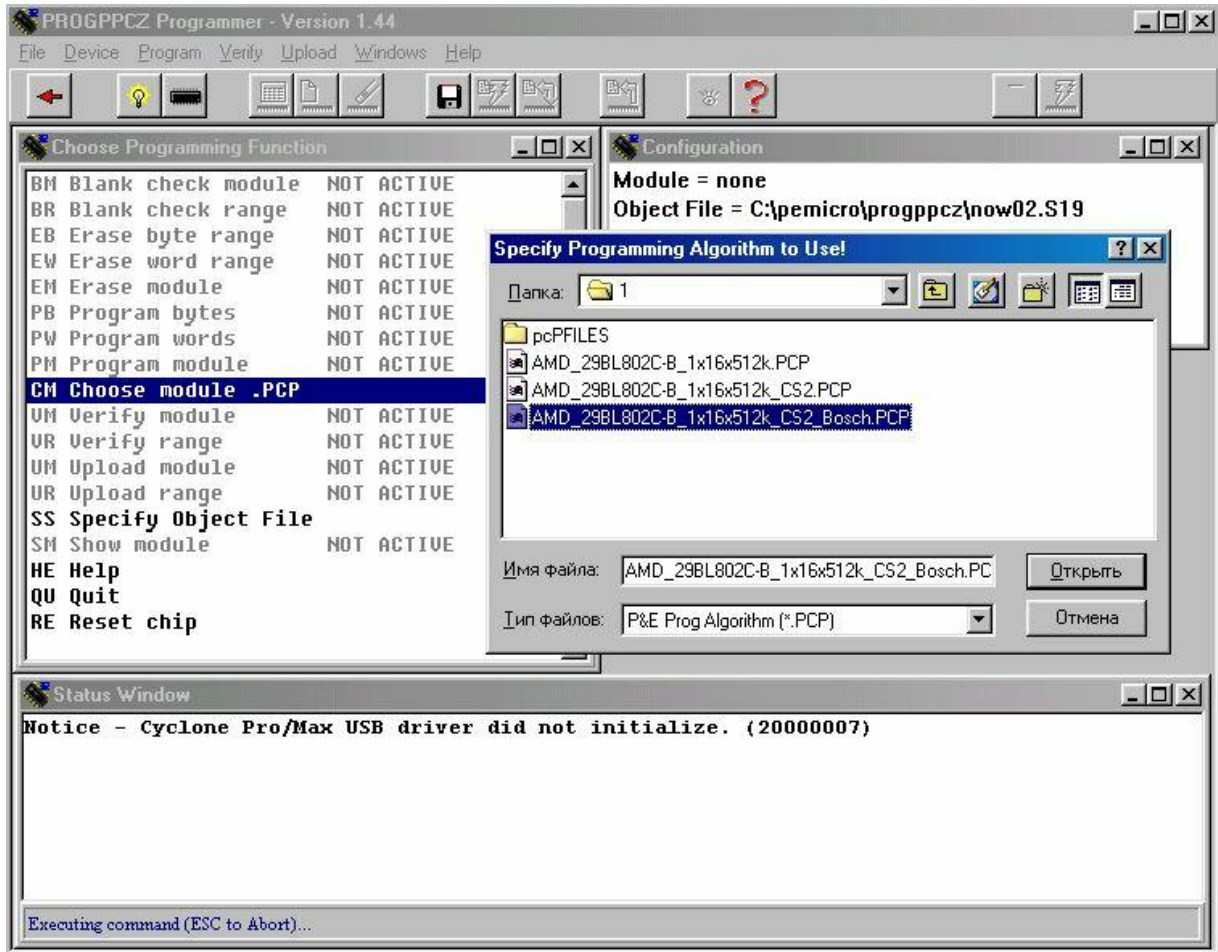 PROGPPCZ Programmer - Version 1.44
File Device Program Verify Upload Windows Help
Choose Programming Function
BM Blank check module NOT ACTIVE
BR Blank check range NOT ACTIVE
EB Erase byte range NOT ACTIVE
EW Erase word range NOT ACTIVE
EM Erase module NOT ACTIVE
PB Program bytes NOT ACTIVE
PW Program words NOT ACTIVE
PM Program module NOT ACTIVE
CM Choose module .PCP
VM Verify module NOT ACTIVE
VR Verify range NOT ACTIVE
UM Upload module NOT ACTIVE
UR Upload range NOT ACTIVE
SS Specify Object File
SM Show module NOT ACTIVE
HE Help
QU Quit
RE Reset chip
Configuration
Module = none
Object File = C:\pemicro\progppcz\now02.S19
Specify Programming Algorithm to Use!
Папка: 1
pcPFILES
AMD_29BL802C-B_1x16x512k.PCP
AMD_29BL802C-B_1x16x512k_CS2.PCP
AMD_29BL802C-B_1x16x512k_CS2_Bosch.PCP
Имя файла: AMD_29BL802C-B_1x16x512k_CS2_Bosch.PC
Открыть
Тип файлов: P&E Prog Algorithm (*.PCP)
Отмена
Status Window
Notice - Cyclone Pro/Max USB driver did not initialize. (20000007)
Executing command (ESC to Abort)...